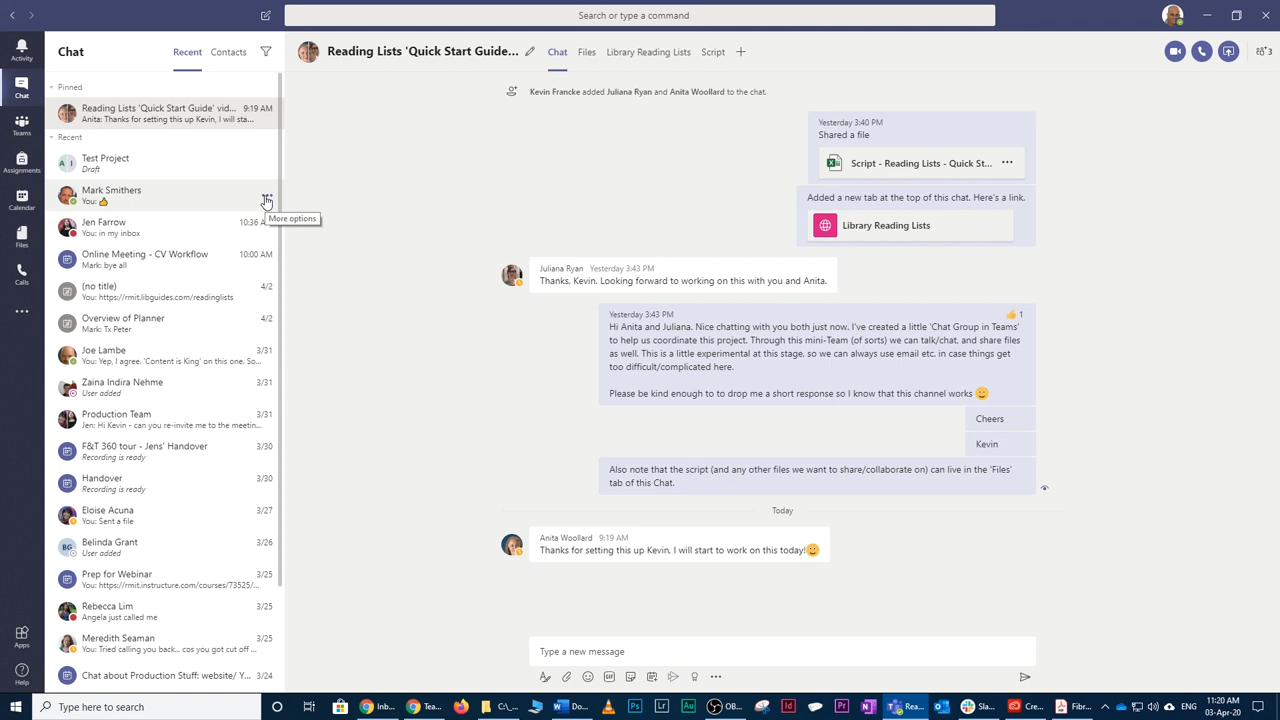 Search or type a command
Activity
Chat
Teams
Assignments
Calendar
Files
Calls
Apps
Help
Chat
Recent
Contacts
Pinned
Reading Lists 'Quick Start Guide' vid... 9:19 AM
Anita: Thanks for setting this up Kevin, I will sta...
Recent
A I
Test Project
Draft
Mark Smithers
You: 👍
More options
Jen Farrow 10:36 A
You: in my inbox
Online Meeting - CV Workflow 10:00 AM
Mark: bye all
(no title) 4/2
You: https://rmit.libguides.com/readinglists
Overview of Planner 4/2
Mark: Tx Peter
Joe Lambe 3/31
You: Yep, I agree. 'Content is King' on this one. So...
Zaina Indira Nehme 3/31
User added
Production Team 3/31
Jen: Hi Kevin - can you re-invite me to the meetin...
F&T 360 tour - Jens' Handover 3/30
Recording is ready
Handover 3/30
Recording is ready
Eloise Acuna 3/27
You: Sent a file
BG
Belinda Grant 3/26
User added
Prep for Webinar 3/25
You: https://rmit.instructure.com/courses/73525/...
Rebecca Lim 3/25
Angela just called me
Meredith Seaman 3/25
You: Tried calling you back... cos you got cut off ...
Chat about Production Stuff: website/ Y... 3/24
Reading Lists 'Quick Start Guide...
Chat Files Library Reading Lists Script
3
Kevin Francke added Juliana Ryan and Anita Woollard to the chat.
Yesterday 3:40 PM
Shared a file
Script - Reading Lists - Quick St...
Added a new tab at the top of this chat. Here's a link.
Library Reading Lists
Juliana Ryan Yesterday 3:43 PM
Thanks, Kevin. Looking forward to working on this with you and Anita.
Yesterday 3:43 PM 👍 1
Hi Anita and Juliana. Nice chatting with you both just now. I've created a little 'Chat Group in Teams'
to help us coordinate this project. Through this mini-Team (of sorts) we can talk/chat, and share files
as well. This is a little experimental at this stage, so we can always use email etc. in case things get
too difficult/complicated here.
Please be kind enough to to drop me a short response so I know that this channel works 😊
Cheers
Kevin
Also note that the script (and any other files we want to share/collaborate on) can live in the 'Files'
tab of this Chat.
Today
Anita Woollard 9:19 AM
Thanks for setting this up Kevin, I will start to work on this today!😊
Type a new message
GIF
Type here to search
Inb...
Tea...
C:\...
Do...
Ps
Lr
Au
OB...
Id
Pr
N
Rea...
Sla...
Cre...
Fi...
11:20 AM
03-Apr-20